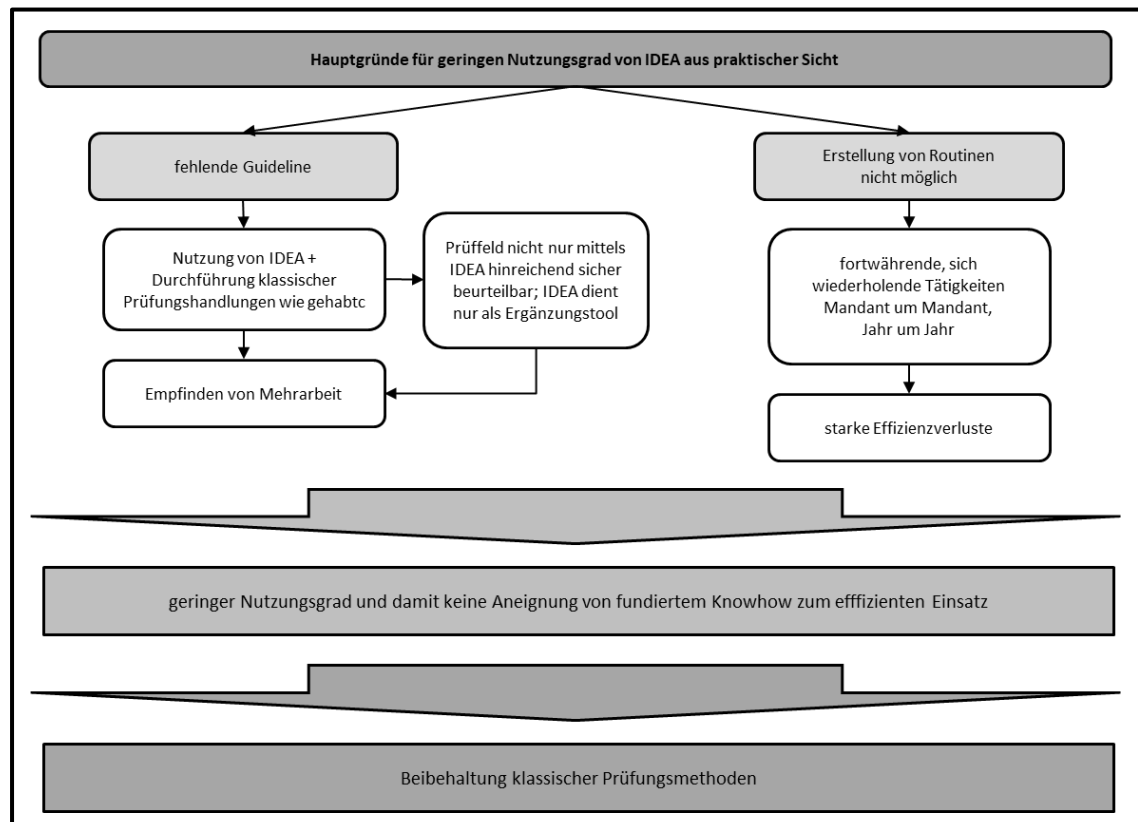 Hauptgründe für geringen Nutzungsgrad von IDEA aus praktischer Sicht
fehlende Guideline
Erstellung von Routinen
nicht möglich
Nutzung von IDEA +
Durchführung klassischer
Prüfungshandlungen wie gehabtc
Prüffeld nicht nur mittels
IDEA hinreichend sicher
beurteilbar; IDEA dient
nur als Ergänzungstool
fortwährende, sich
wiederholende Tätigkeiten
Mandant um Mandant,
Jahr um Jahr
Empfinden von Mehrarbeit
starke Effizienzverluste
geringer Nutzungsgrad und damit keine Aneignung von fundiertem Knowhow zum efffizienten Einsatz
Beibehaltung klassischer Prüfungsmethoden